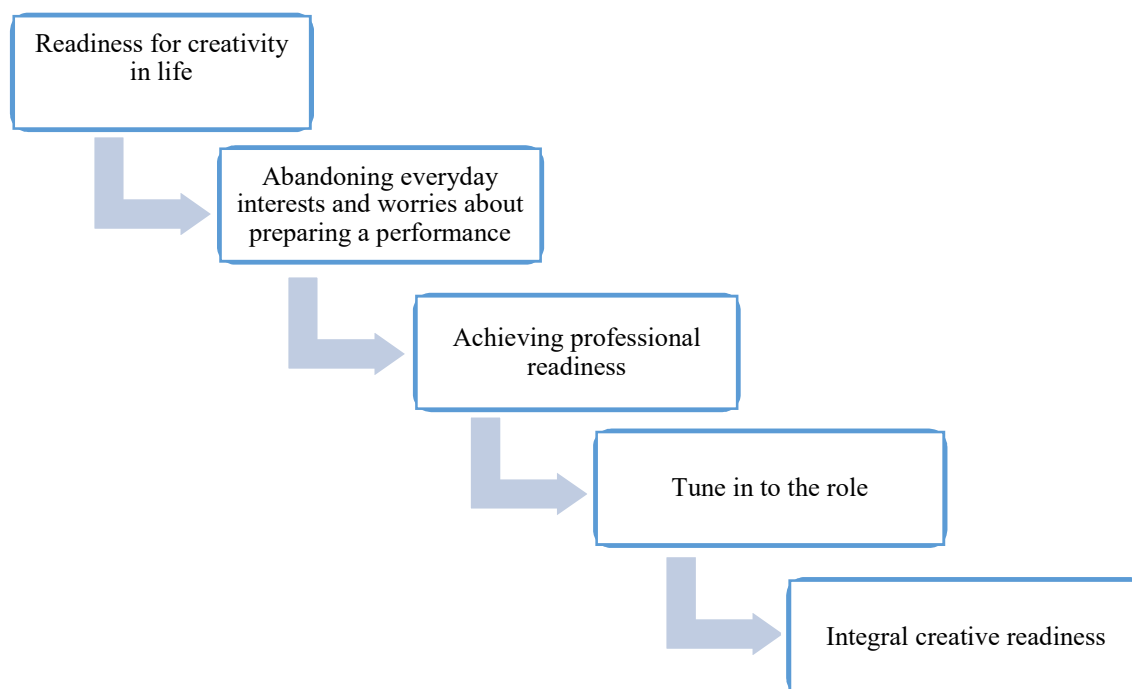 Readiness for creativity
in life
Abandoning everyday
interests and worries about
preparing a performance
Achieving professional
readiness
Tune in to the role
Integral creative readiness